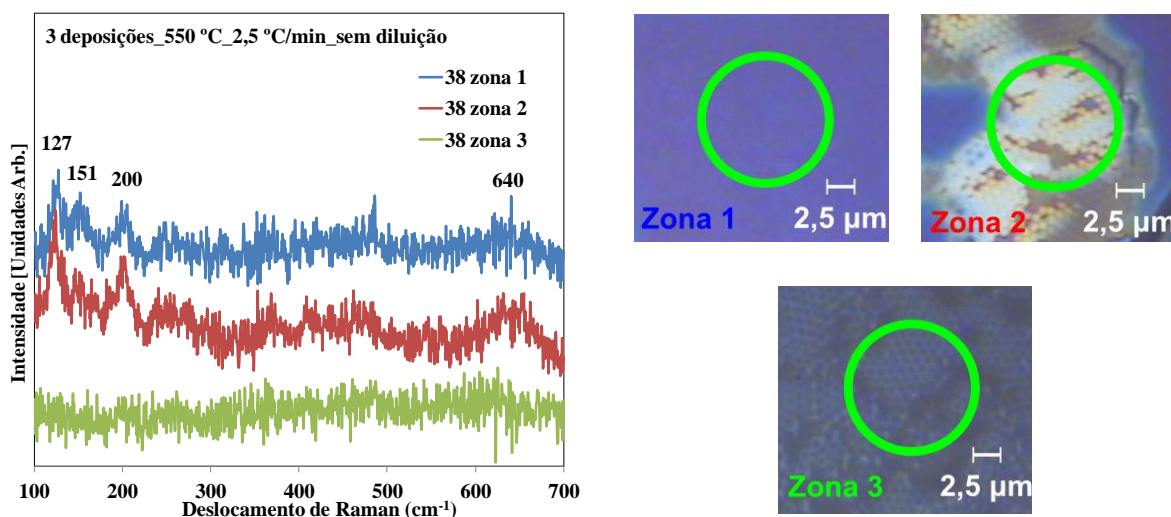 3 deposições_550 ºC_2,5 ºC/min_sem diluição
38 zona 1
38 zona 2
38 zona 3
127
151
200
640
Intensidade [Unidades Arb.]
100 200 300 400 500 600 700
Deslocamento de Raman (cm-1)
Zona 1
2,5 µm
Zona 2
2,5 µm
Zona 3
2,5 µm